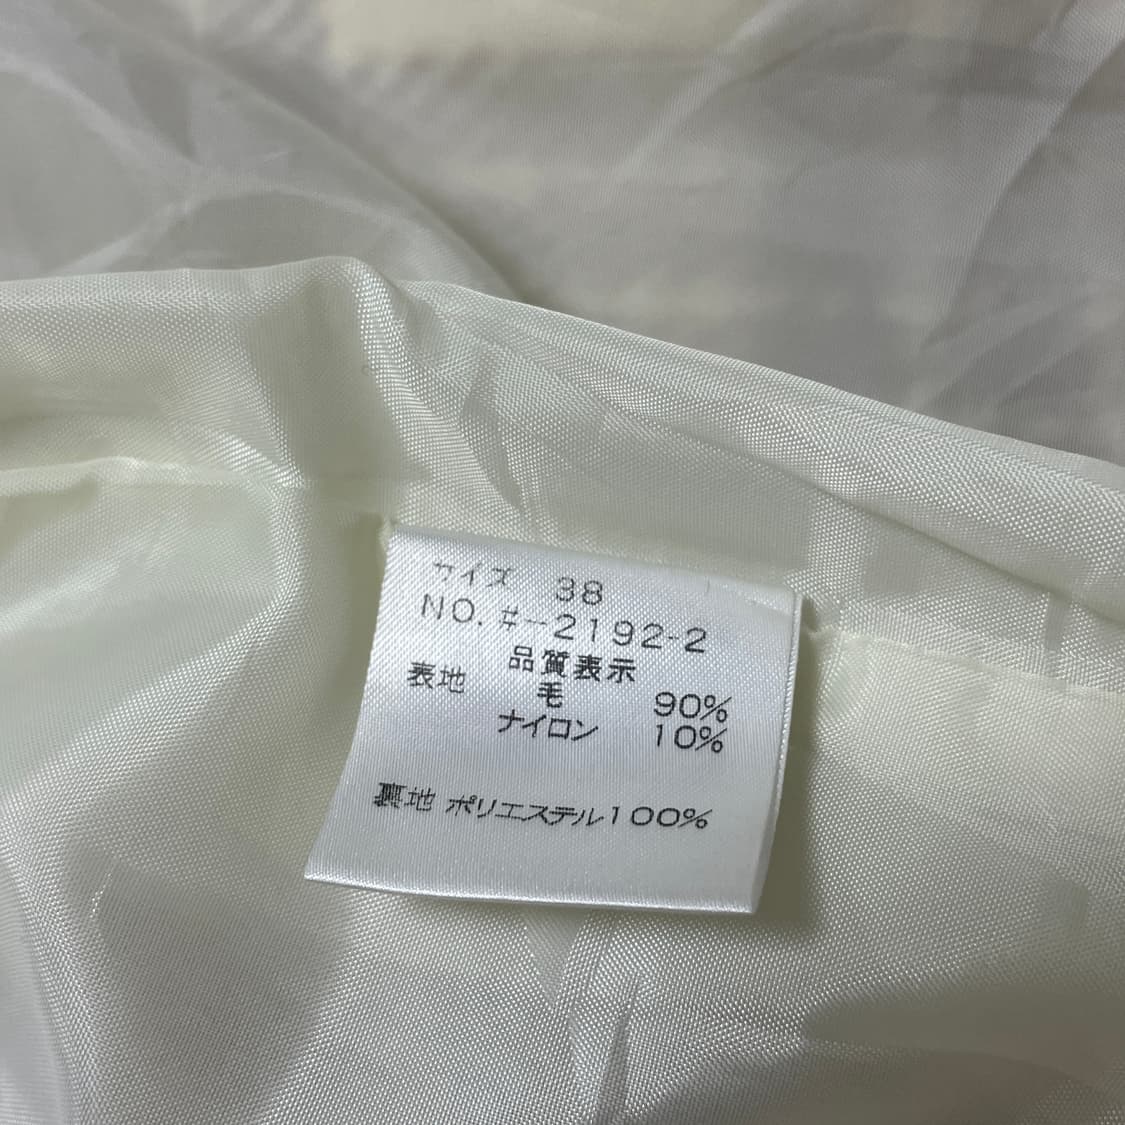 サイズ 38
NO. #-2192-2
品質表示
表地 毛 90%
ナイロン 10%
裏地 ポリエステル100%